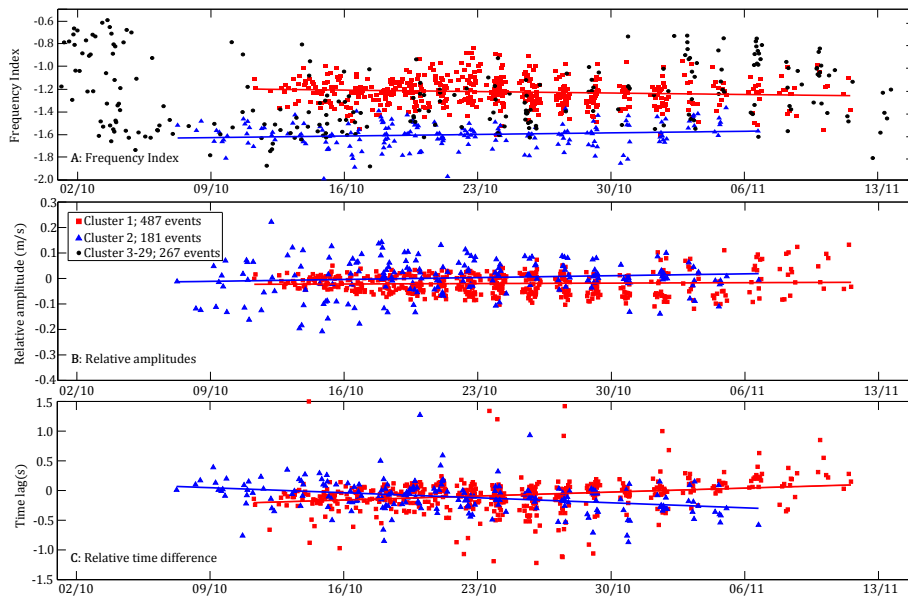 -0.6
-0.8
-1.0
-1.2
-1.4
-1.6
-1.8
-2.0
Frequency Index
A: Frequency Index
02/10 09/10 16/10 23/10 30/10 06/11 13/11
0.3
0.2
0.1
0
-0.1
-0.2
0.3
-0.4
Relative amplitude (m/s)
Cluster 1; 487 events
Cluster 2; 181 events
Cluster 3-29; 267 events
B: Relative amplitudes
02/10 09/10 16/10 23/10 30/10 06/11 13/11
1.5
1.0
0.5
0
-0.5
-1.0
-1.5
Time lag(s)
C: Relative time difference
02/10 09/10 16/10 23/10 30/10 06/11 13/11